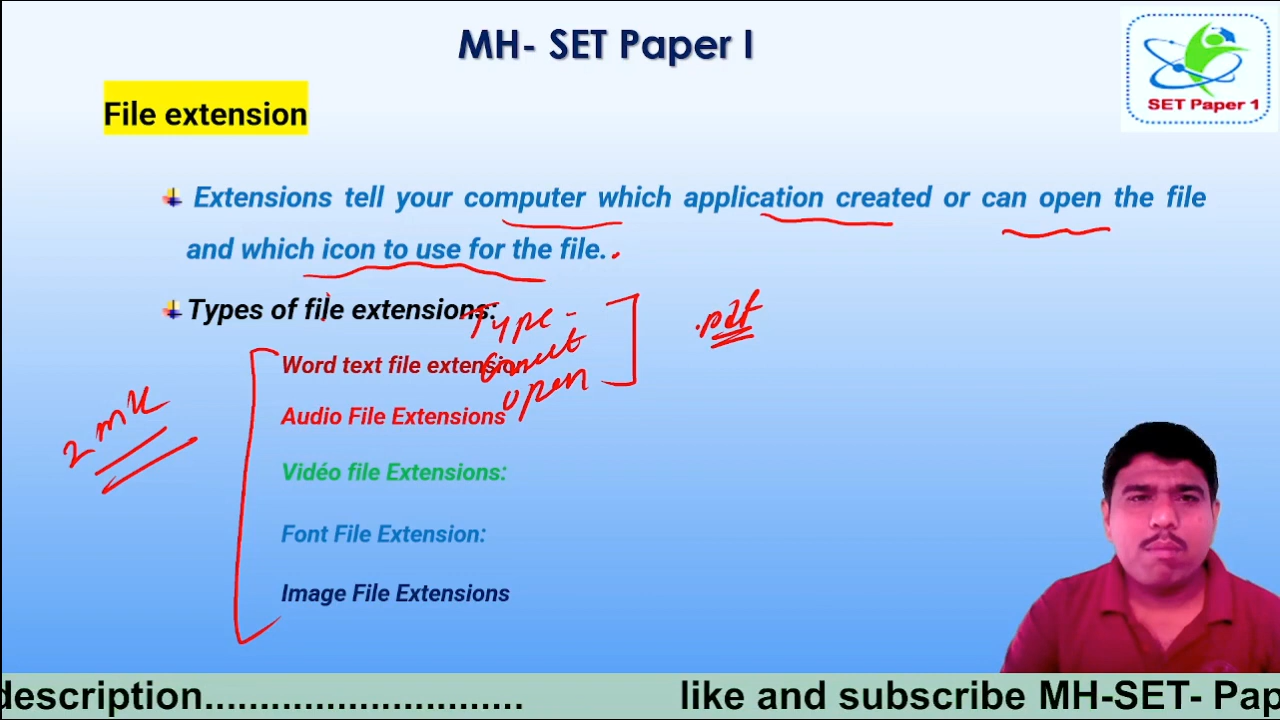 MH- SET Paper I
SET Paper 1
File extension
Extensions tell your computer which application created or can open the file
and which icon to use for the file.
Types of file extensions:
Type -
.pdf
Word text file extension
open
2 mk
Audio File Extensions
Vidéo file Extensions:
Font File Extension:
Image File Extensions
description............................. like and subscribe MH-SET- Pap